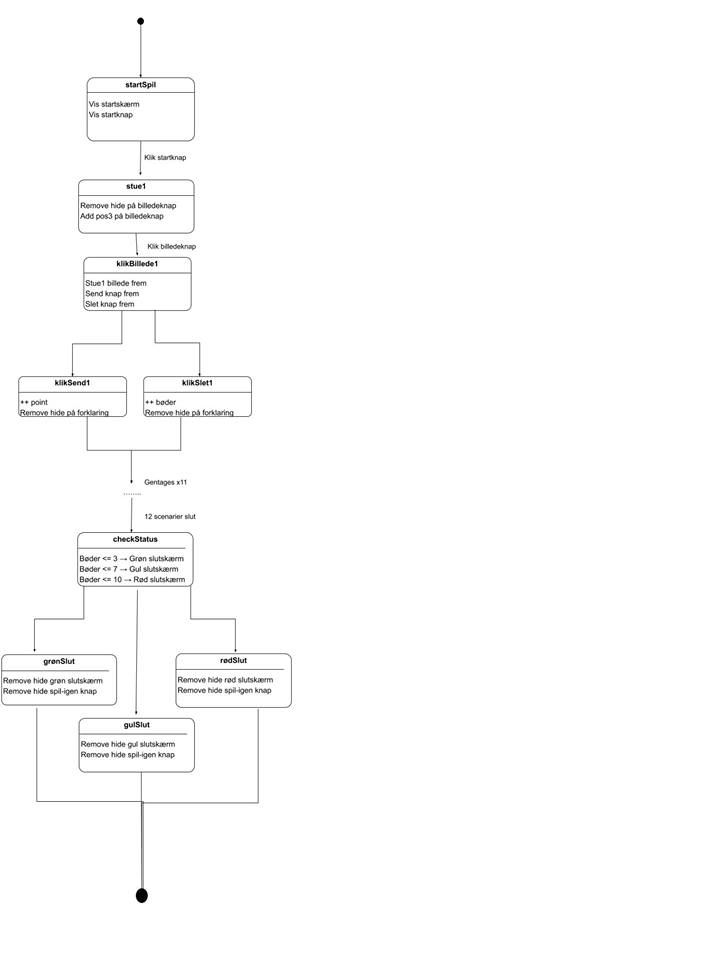 startSpil
Vis startskærm
Vis startknap
Klik startknap
stue1
Remove hide på billedeknap
Add pos3 på billedeknap
Klik billedeknap
klikBillede1
Stue1 billede frem
Send knap frem
Slet knap frem
klikSend1
++ point
Remove hide på forklaring
klikSlet1
++ bøder
Remove hide på forklaring
Gentages x11
........
12 scenarier slut
checkStatus
Bøder <= 3 → Grøn slutskærm
Bøder <= 7 → Gul slutskærm
Bøder <= 10 → Rød slutskærm
grønSlut
Remove hide grøn slutskærm
Remove hide spil-igen knap
rødSlut
Remove hide rød slutskærm
Remove hide spil-igen knap
gulSlut
Remove hide gul slutskærm
Remove hide spil-igen knap